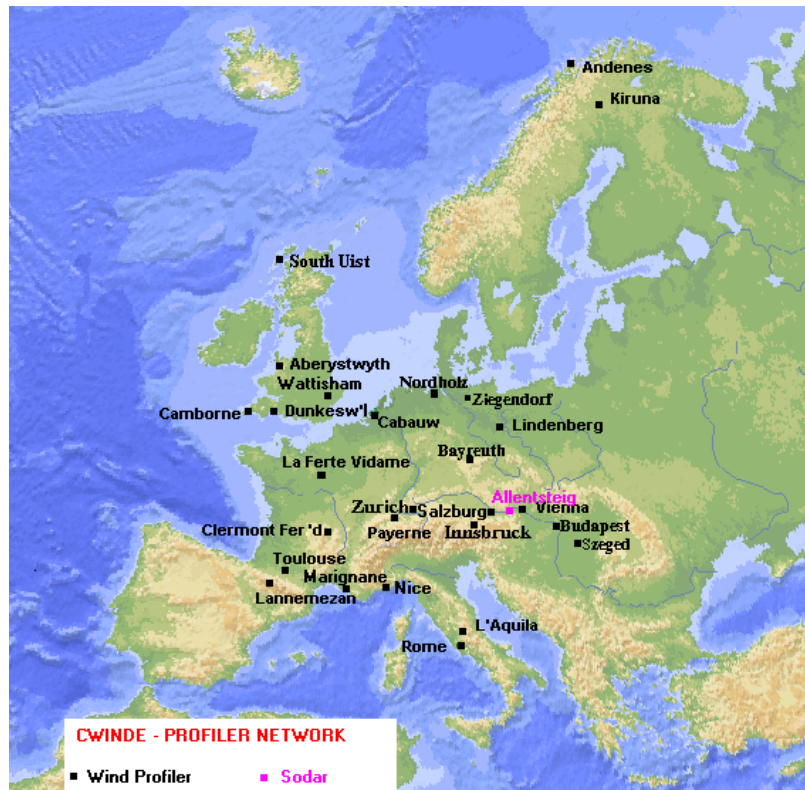 Andenes
Kiruna
South Uist
Aberystwyth
Wattisham
Nordholz
Ziegendorf
Camborne
Dunkesw'l
Cabauw
Lindenberg
Bayreuth
La Ferte Vidame
Allentsteig
Zurich
Salzburg
Vienna
Clermont Fer'd
Payerne
Innsbruck
Budapest
Szeged
Toulouse
Marignane
Lannemezan
Nice
L'Aquila
Rome
CWINDE - PROFILER NETWORK
Wind Profiler
Sodar